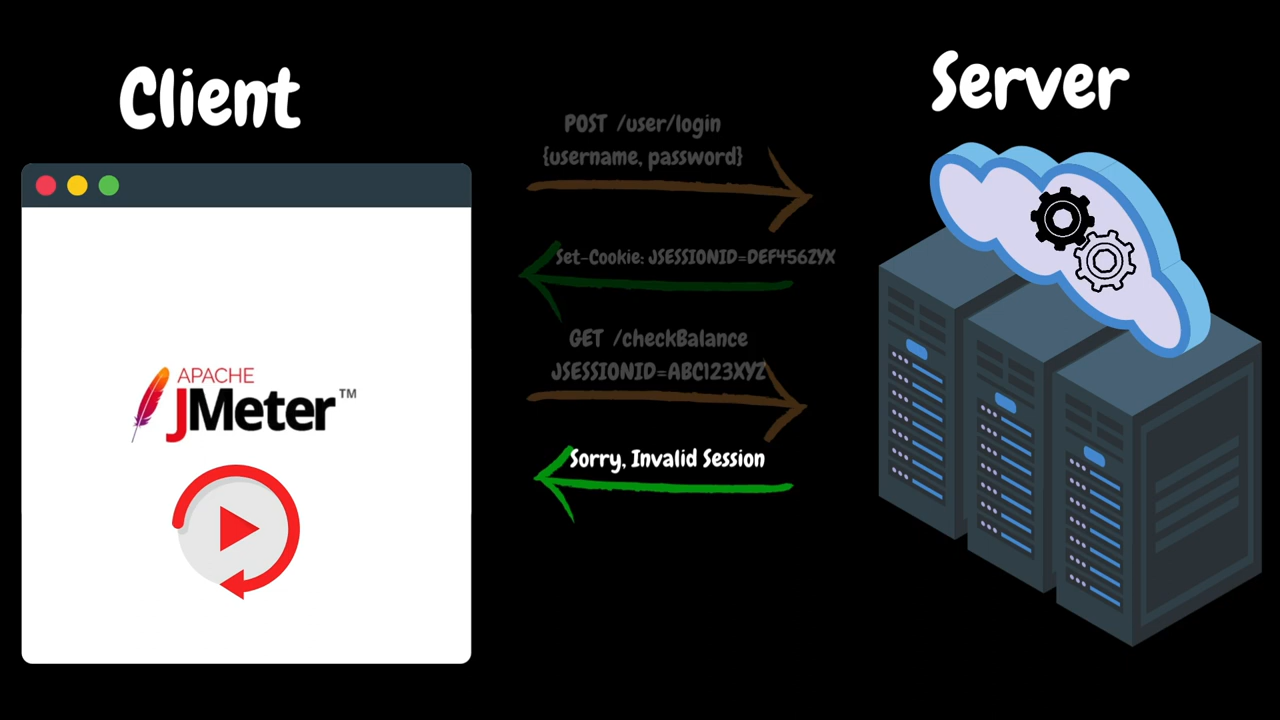 Client
Server
POST /user/login
{username, password}
Set-Cookie: JSESSIONID=DEF456ZYX
GET /checkBalance
JSESSIONID=ABC123XYZ
Sorry, Invalid Session
APACHE
JMeter™